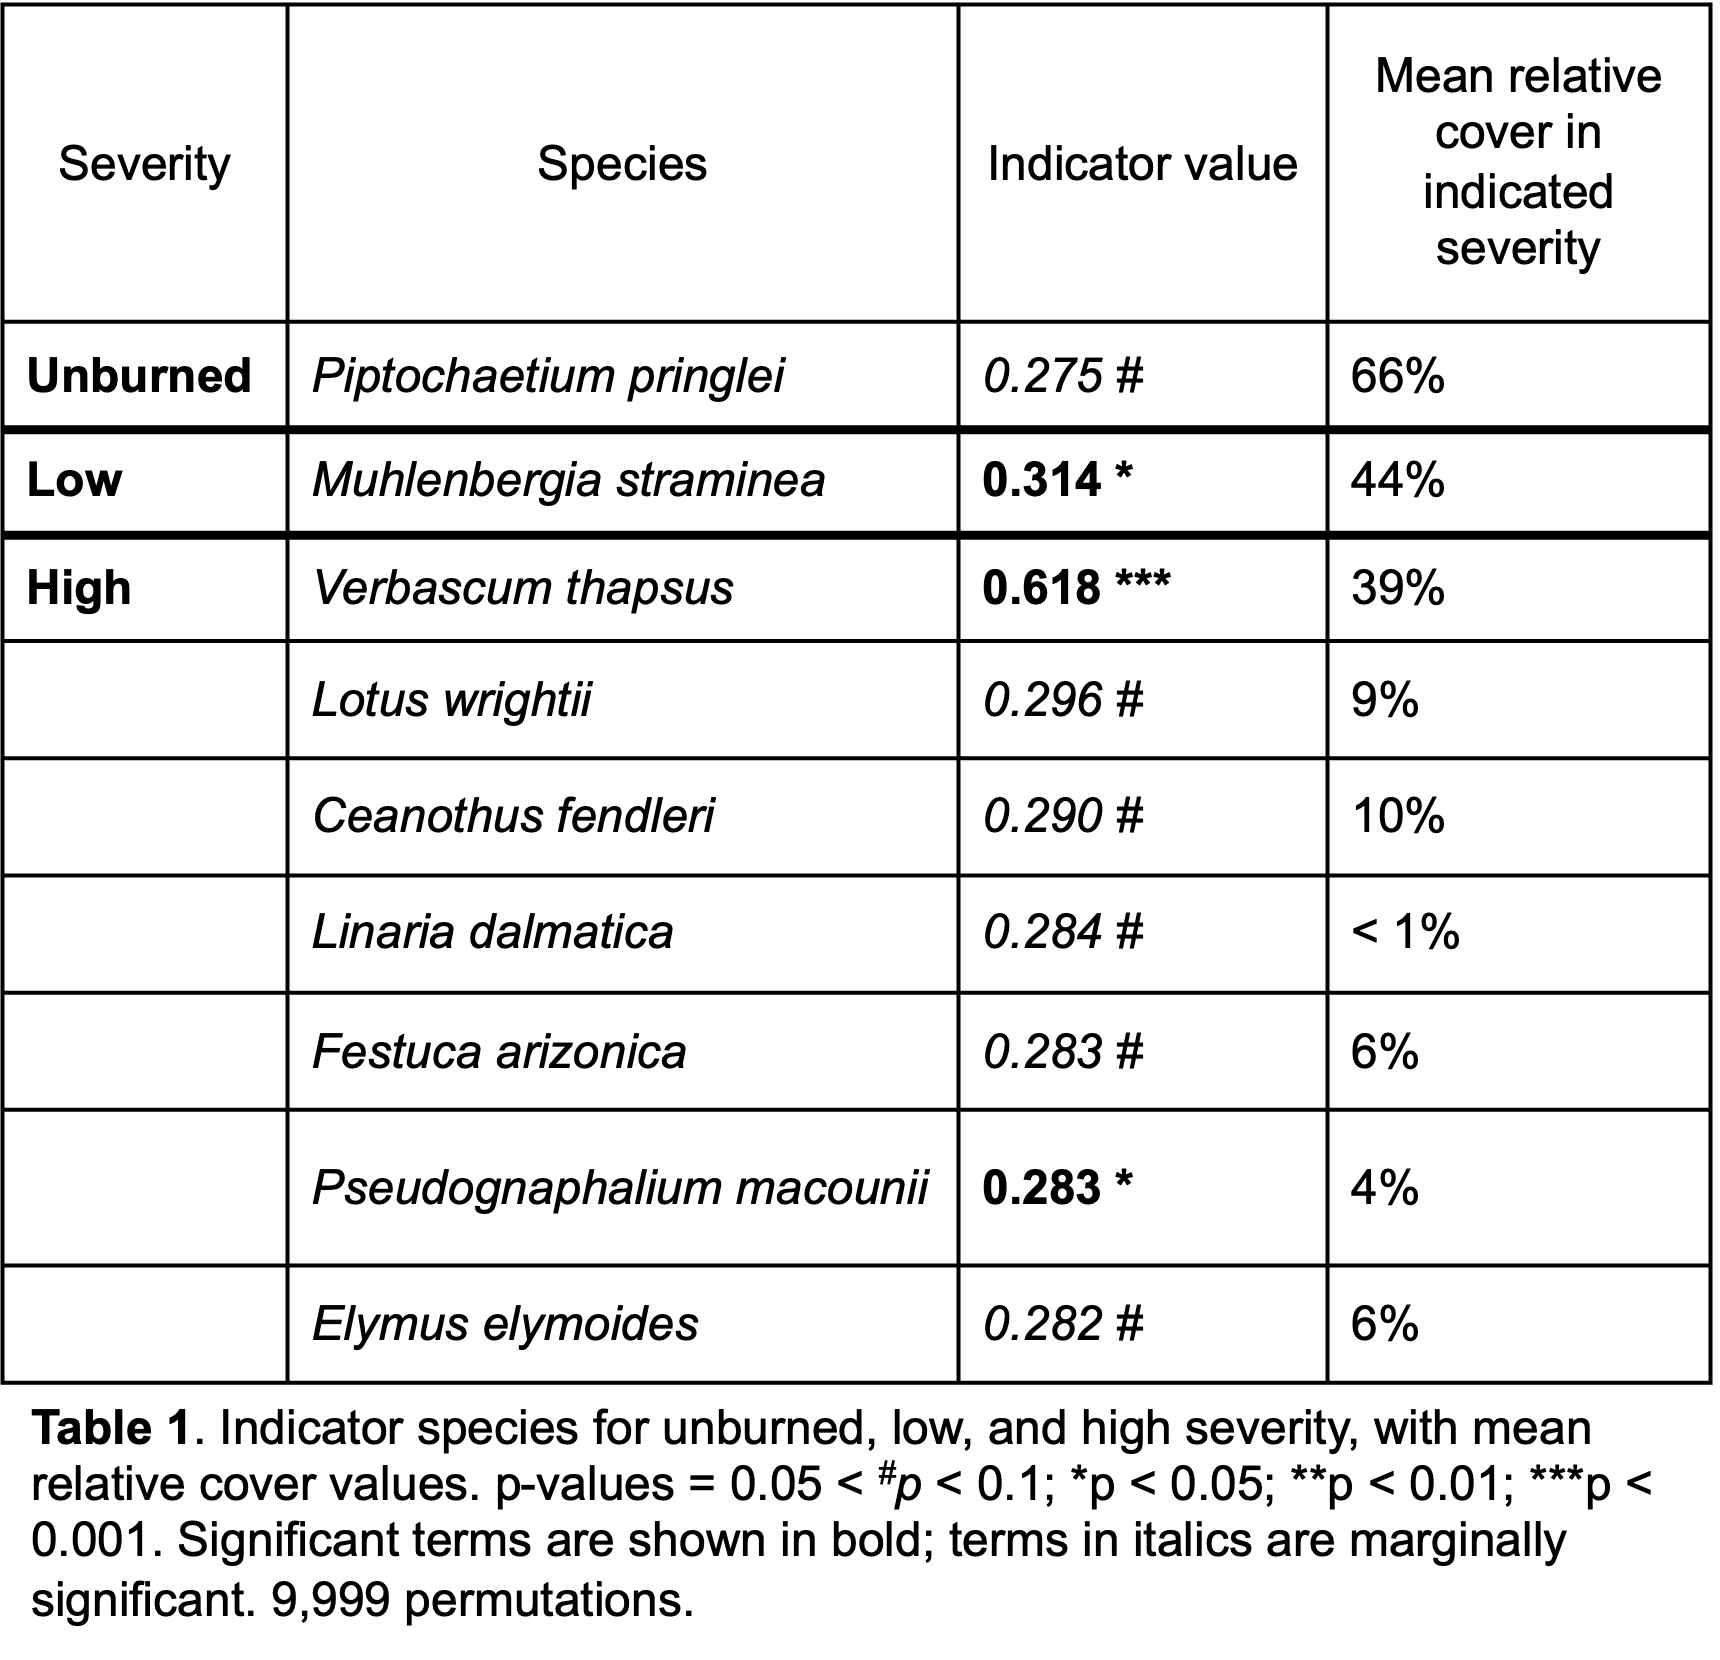 Severity Species Indicator value Mean relative
cover in
indicated
severity
Unburned Piptochaetium pringlei 0.275 # 66%
Low Muhlenbergia straminea 0.314 * 44%
High Verbascum thapsus 0.618 *** 39%
Lotus wrightii 0.296 # 9%
Ceanothus fendleri 0.290 # 10%
Linaria dalmatica 0.284 # < 1%
Festuca arizonica 0.283 # 6%
Pseudognaphalium macounii 0.283 * 4%
Elymus elymoides 0.282 # 6%
Table 1. Indicator species for unburned, low, and high severity, with mean
relative cover values. p-values = 0.05 < #p < 0.1; *p < 0.05; **p < 0.01; ***p <
0.001. Significant terms are shown in bold; terms in italics are marginally
significant. 9,999 permutations.